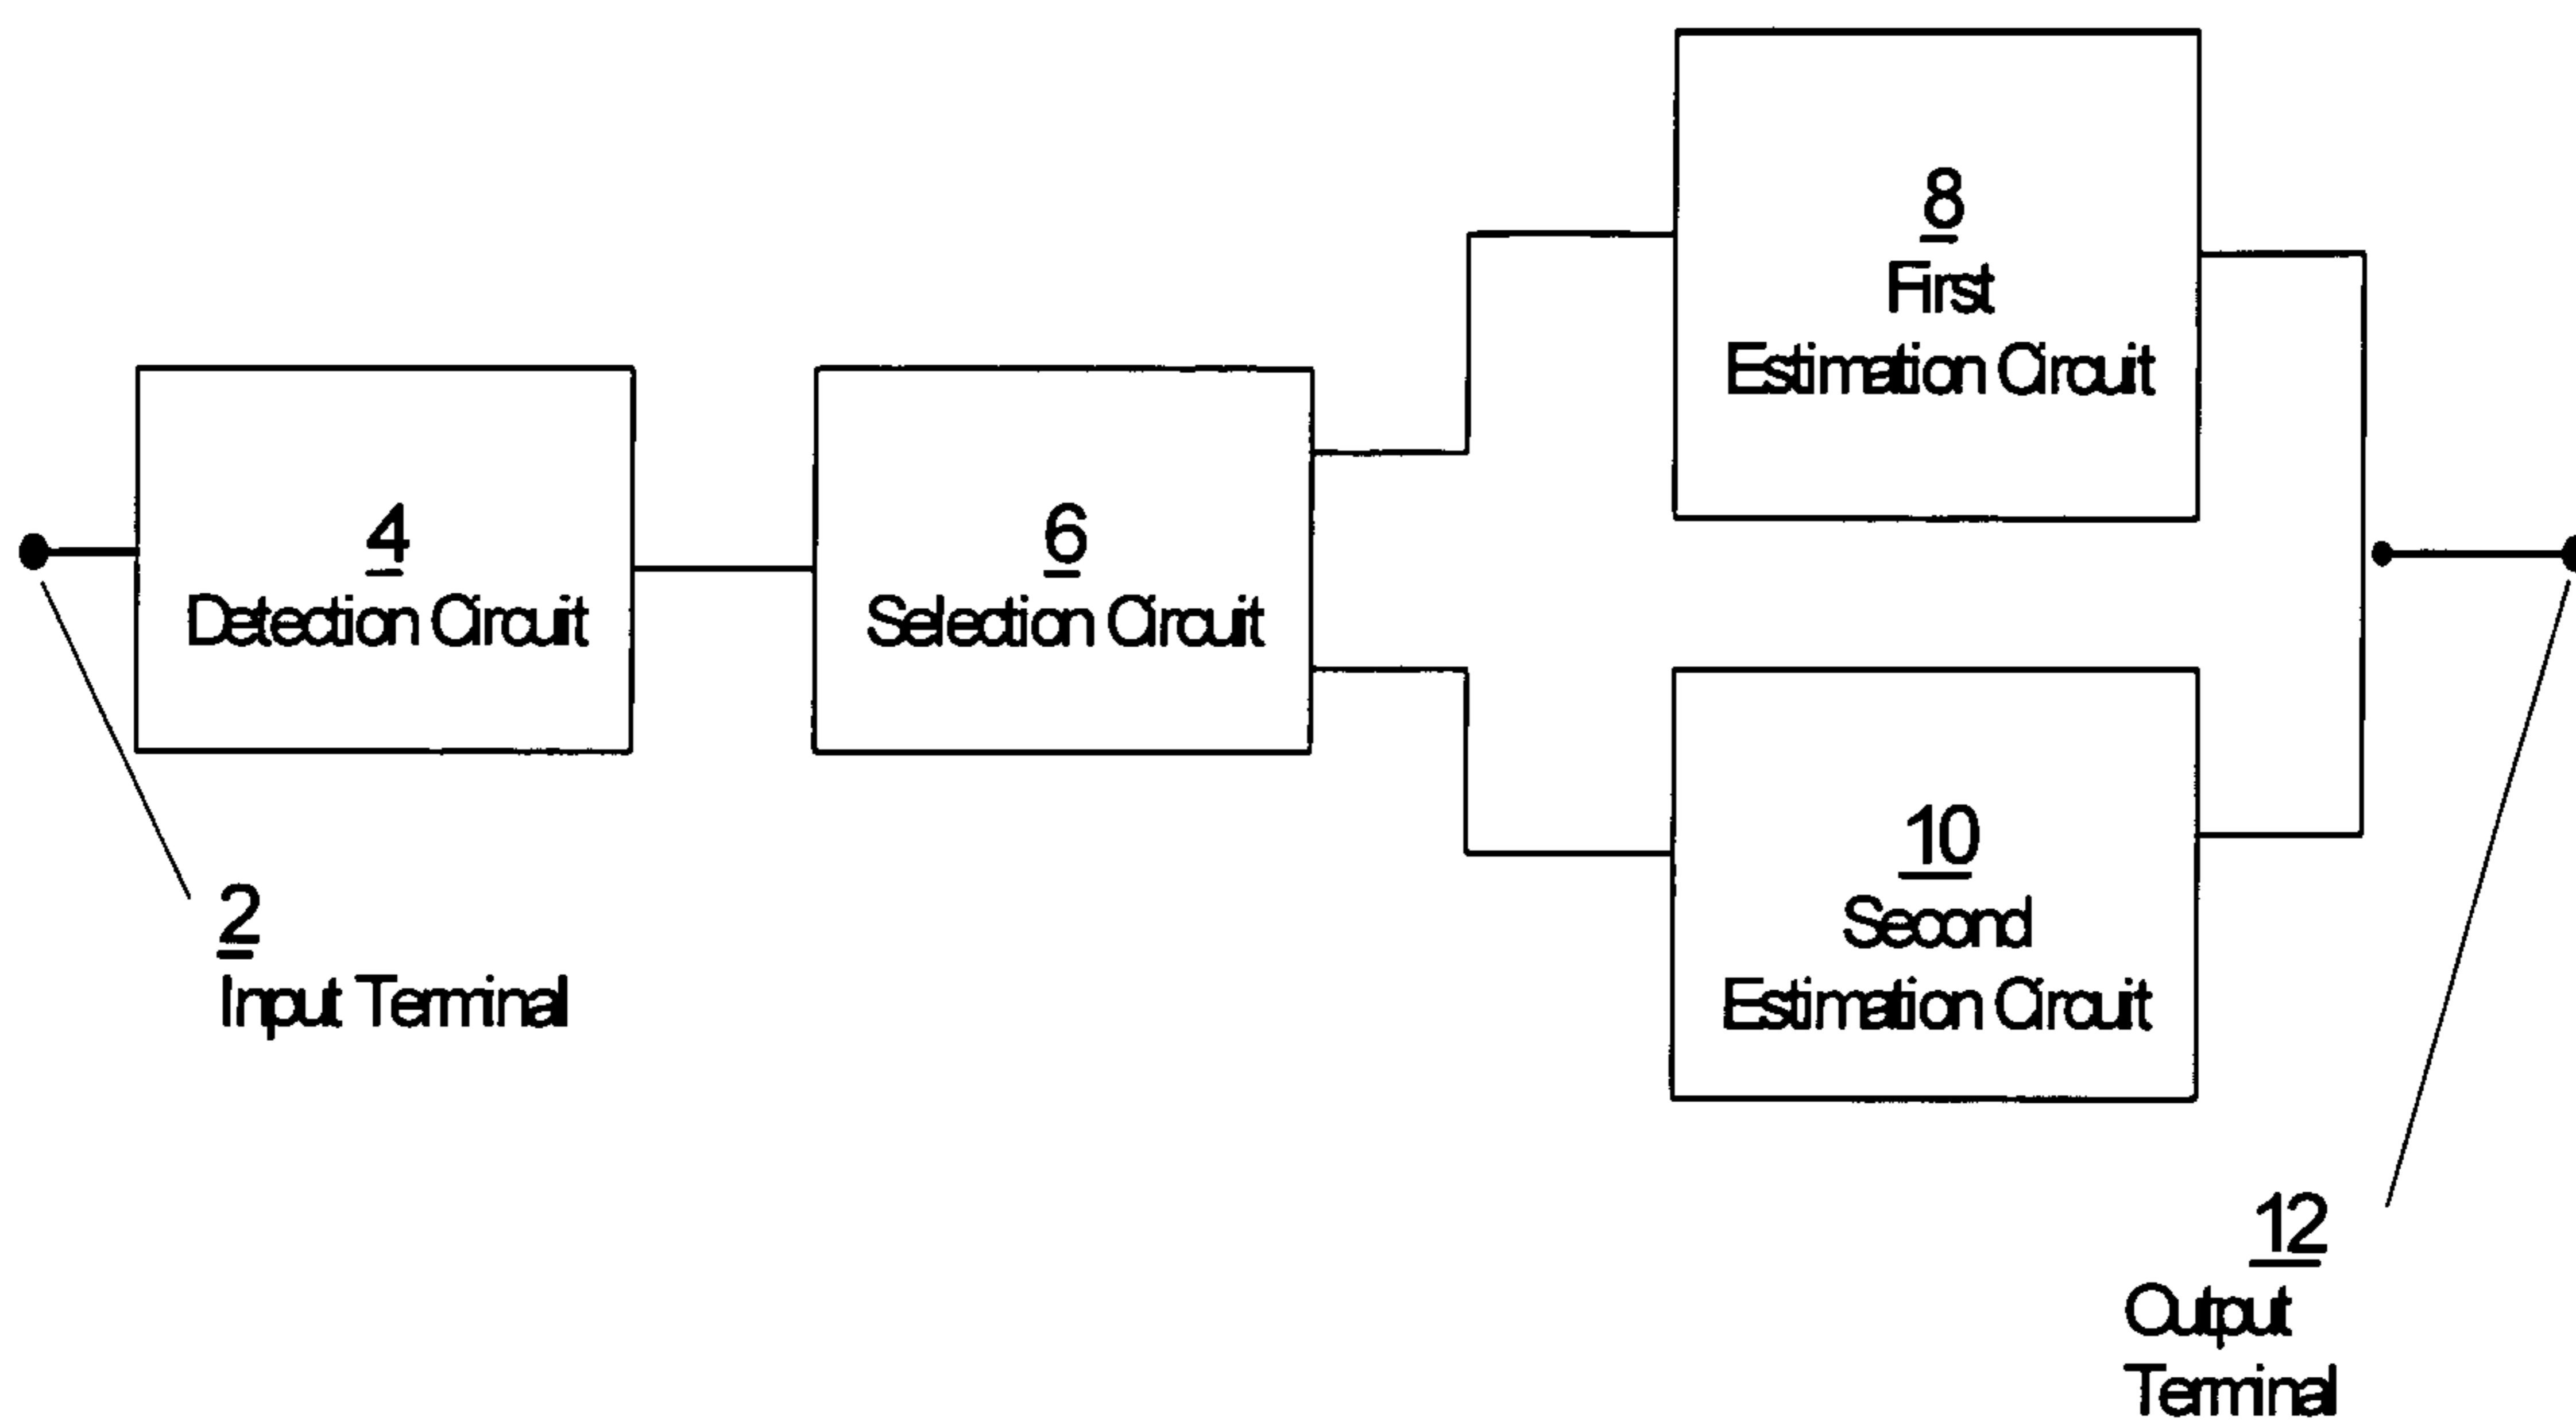 8
First
Estimation Circuit
4
Detection Circuit
6
Selection Circuit
10
Second
Estimation Circuit
2
Input Terminal
12
Output
Terminal